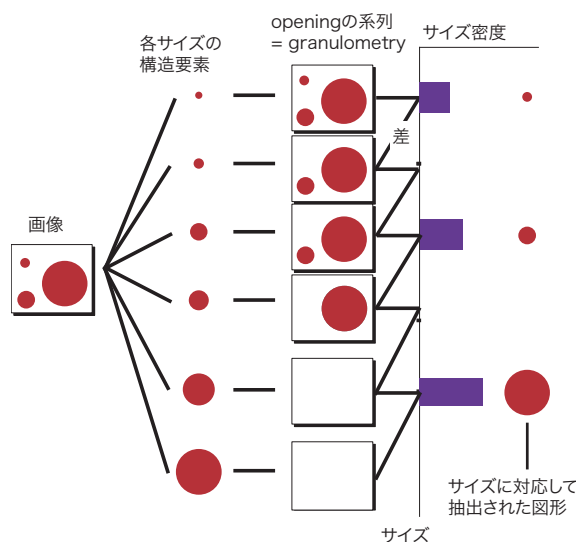 各サイズの
構造要素
openingの系列
= granulometry
サイズ密度
差
画像
サイズに対応して
抽出された図形
サイズ